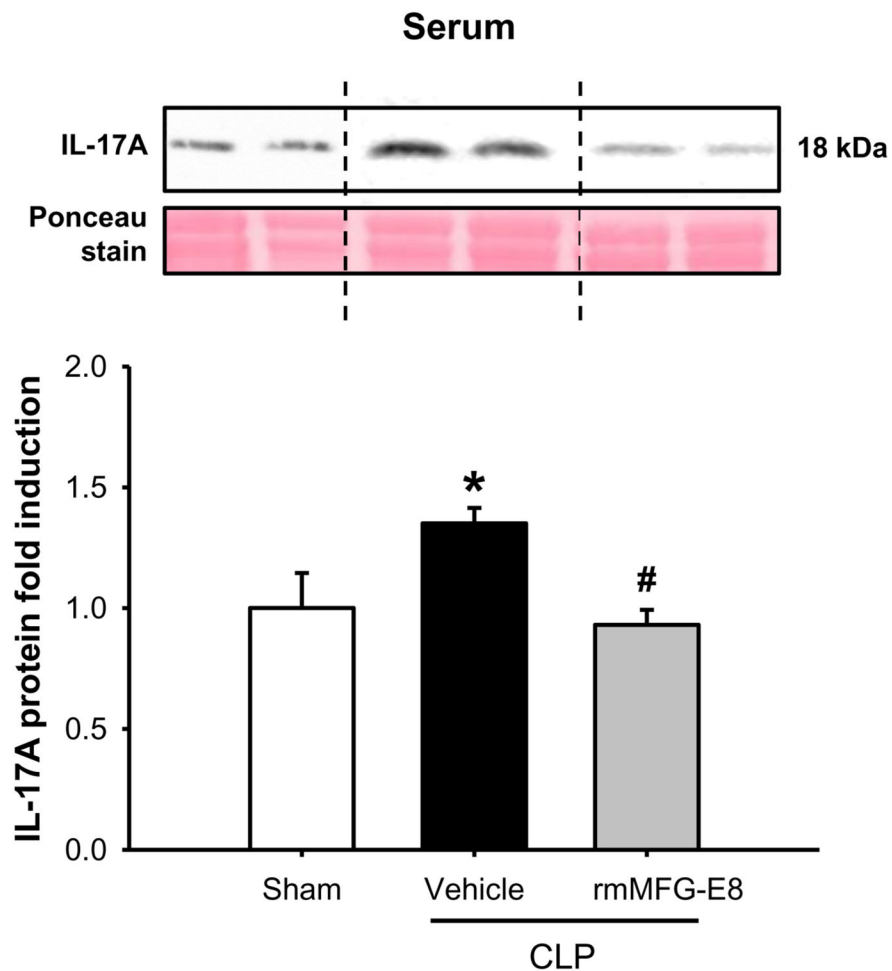 Serum
IL-17A
18 kDa
Ponceau
stain
IL-17A protein fold induction
2.0
1.5
1.0
0.5
0.0
*
#
Sham
Vehicle
rmMFG-E8
CLP